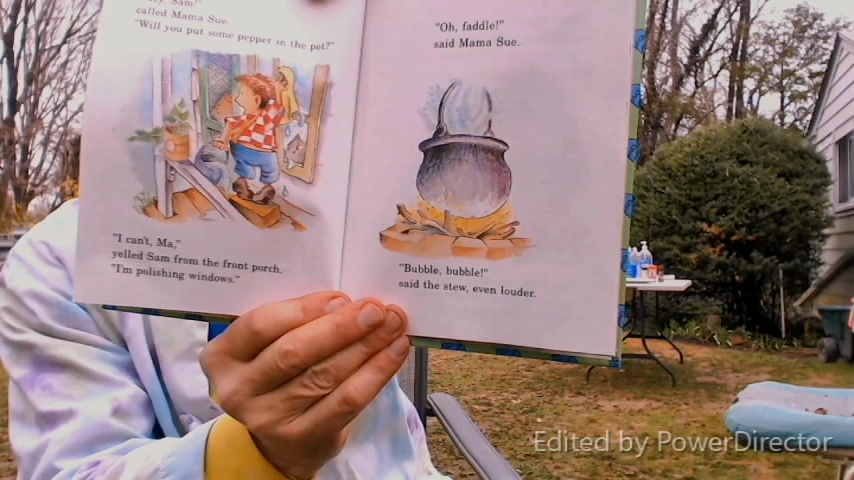 Sam!"
called Mama Sue.
"Will you put some pepper in the pot?"
"I can't, Ma,"
yelled Sam from the front porch.
"I'm polishing windows."
"Oh, faddle!"
said Mama Sue.
"Bubble, bubble!"
said the stew, even louder.
Edited by PowerDirector